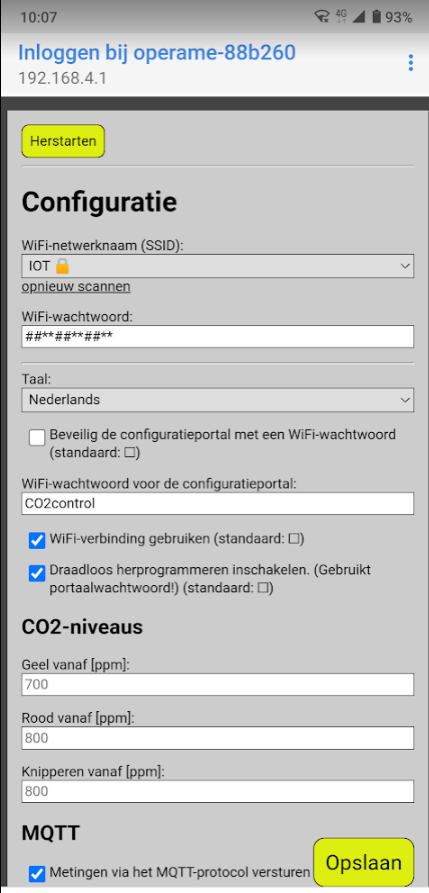 10:07
4G
93%
Inloggen bij operame-88b260
192.168.4.1
Herstarten
Configuratie
WiFi-netwerknaam (SSID):
IOT 🔒
opnieuw scannen
WiFi-wachtwoord:
##**##**##**
Taal:
Nederlands
Beveilig de configuratieportal met een WiFi-wachtwoord
(standaard: ☐)
WiFi-wachtwoord voor de configuratieportal:
CO2control
WiFi-verbinding gebruiken (standaard: ☐)
Draadloos herprogrammeren inschakelen. (Gebruikt
portaalwachtwoord!) (standaard: ☐)
CO2-niveaus
Geel vanaf [ppm]:
700
Rood vanaf [ppm]:
800
Knipperen vanaf [ppm]:
800
MQTT
Metingen via het MQTT-protocol versturen
Opslaan